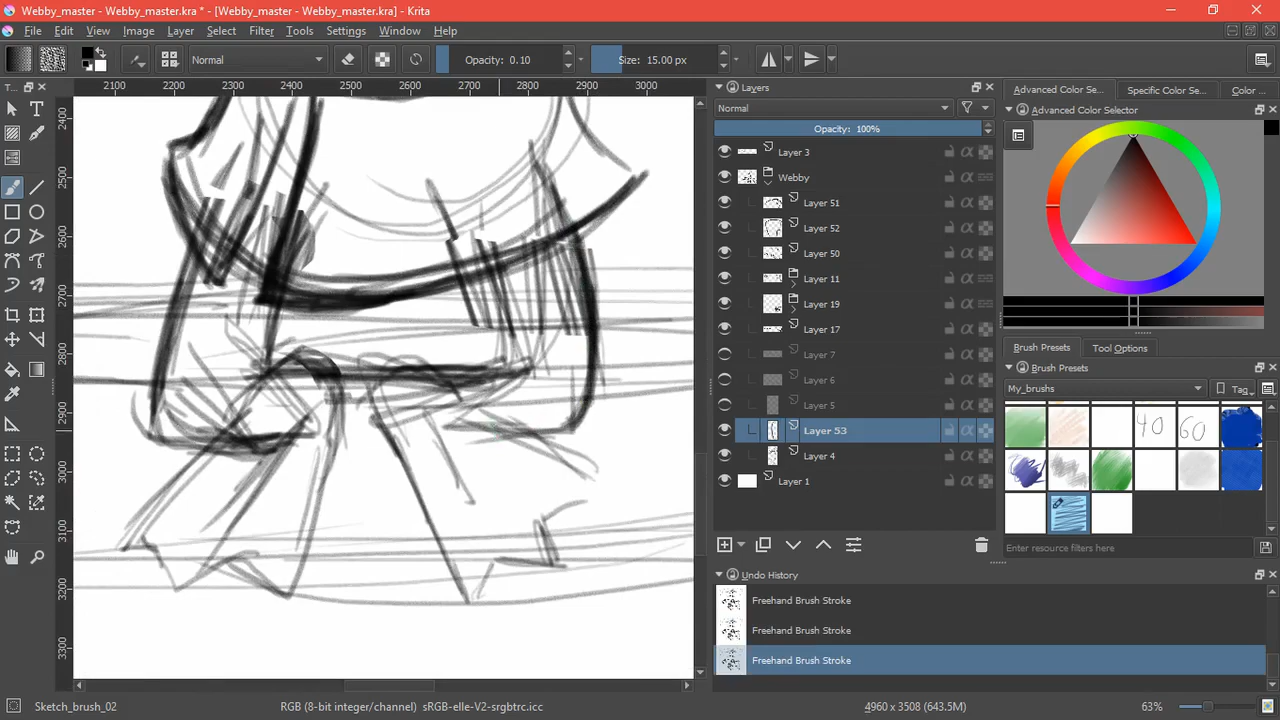 Webby_master - Webby_master.kra * - [Webby_master - Webby_master.kra] - Krita
File Edit View Image Layer Select Filter Tools Settings Window Help
Normal Opacity: 0.10 Size: 15.00 px
T...
2100 2200 2300 2400 2500 2600 2700 2800 2900 3000
2400
2500
2600
2700
2800
2900
3000
3100
3200
3300
Layers
Normal
Opacity: 100%
Layer 3
Webby
Layer 51
Layer 52
Layer 50
Layer 11
Layer 19
Layer 17
Layer 7
Layer 6
Layer 5
Layer 53
Layer 4
Layer 1
Undo History
Freehand Brush Stroke
Freehand Brush Stroke
Freehand Brush Stroke
Advanced Color Se... Specific Color Se... Color ...
Advanced Color Selector
Brush Presets Tool Options
Brush Presets
My_brushes Tag
40 60
Enter resource filters here
Sketch_brush_02 RGB (8-bit integer/channel) sRGB-elle-V2-srgbtrc.icc 4960 x 3508 (643.5M) 63%